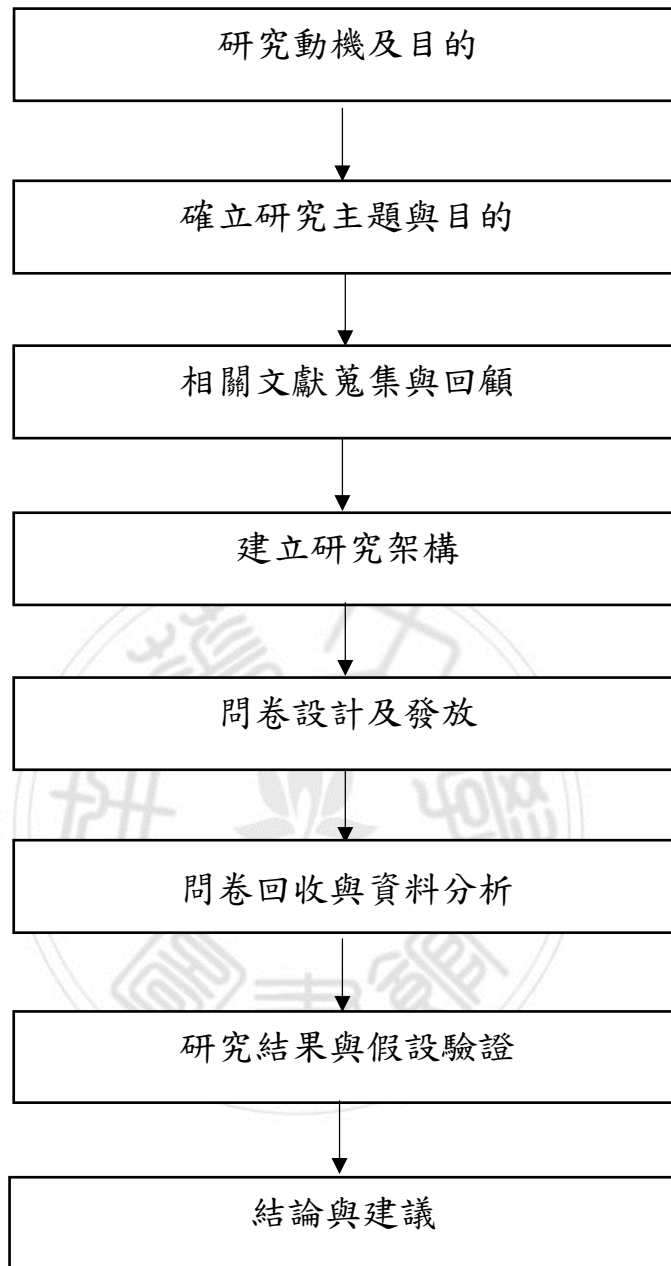 研究動機及目的
確立研究主題與目的
相關文獻蒐集與回顧
建立研究架構
問卷設計及發放
問卷回收與資料分析
研究結果與假設驗證
結論與建議